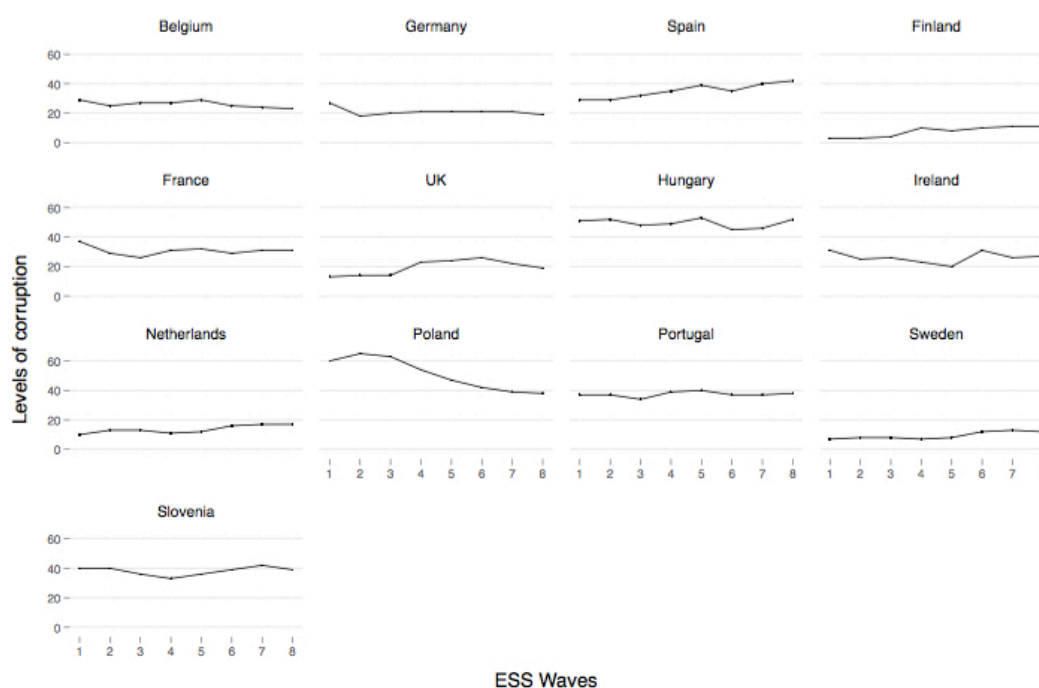 Belgium
Germany
Spain
Finland
60
40
20
0
France
UK
Hungary
Ireland
60
40
20
0
Netherlands
Poland
Portugal
Sweden
60
40
20
0
1 2 3 4 5 6 7 8
1 2 3 4 5 6 7 8
1 2 3 4 5 6 7
Slovenia
60
40
20
0
1 2 3 4 5 6 7 8
Levels of corruption
ESS Waves